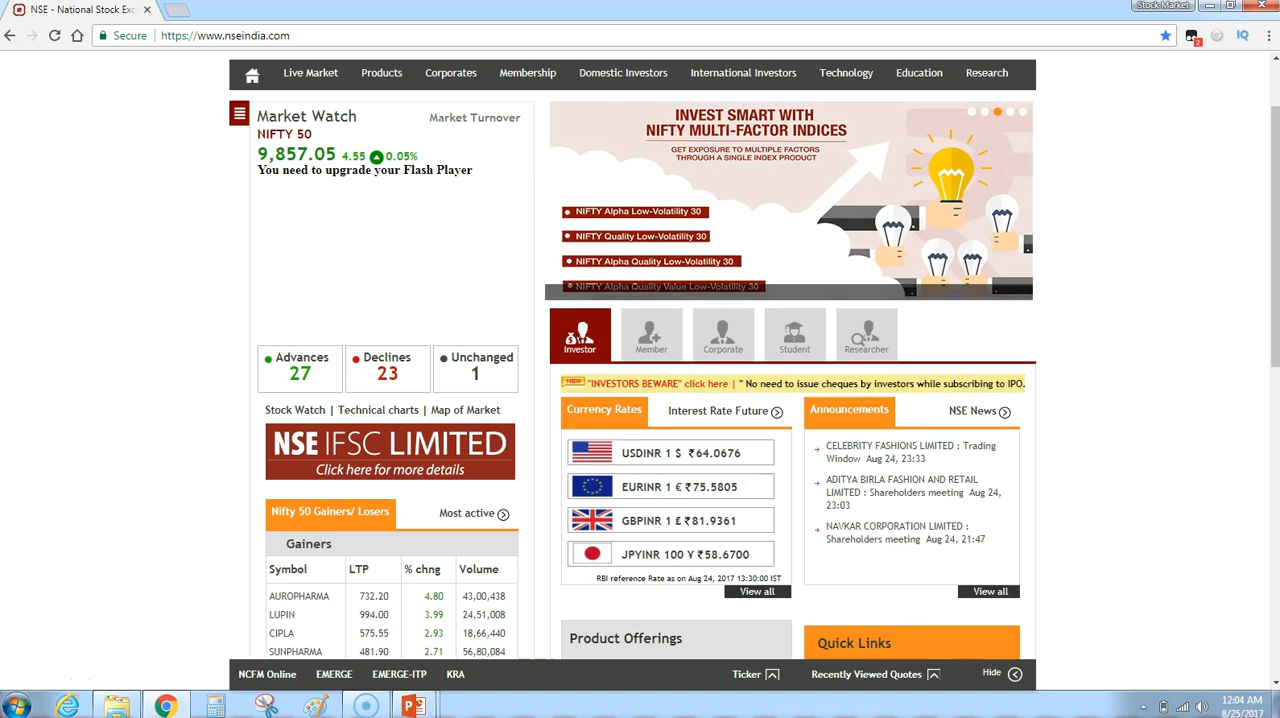 NSE - National Stock Exc
Stock Market
Secure
https://www.nseindia.com
2
IQ
Live Market
Products
Corporates
Membership
Domestic Investors
International Investors
Technology
Education
Research
Market Watch
Market Turnover
NIFTY 50
9,857.05 4.55 0.05%
You need to upgrade your Flash Player
INVEST SMART WITH
NIFTY MULTI-FACTOR INDICES
GET EXPOSURE TO MULTIPLE FACTORS
THROUGH A SINGLE INDEX PRODUCT
NIFTY Alpha Low-Volatility 30
NIFTY Quality Low-Volatility 30
NIFTY Alpha Quality Low-Volatility 30
NIFTY Alpha Quality Value Low-Volatility 30
Advances
27
Declines
23
Unchanged
1
Stock Watch | Technical charts | Map of Market
NSE IFSC LIMITED
Click here for more details
Nifty 50 Gainers/ Losers
Most active
Gainers
Symbol LTP % chng Volume
AUROPHARMA 732.20 4.80 43,00,438
LUPIN 994.00 3.99 24,51,008
CIPLA 575.55 2.93 18,66,440
SUNPHARMA 481.90 2.71 56,80,084
Investor
Member
Corporate
Student
Researcher
NEW "INVESTORS BEWARE" click here | " No need to issue cheques by investors while subscribing to IPO.
Currency Rates
Interest Rate Future
USDINR 1 $ ₹64.0676
EURINR 1 € ₹75.5805
GBPINR 1 £ ₹81.9361
JPYINR 100 ¥ ₹58.6700
RBI reference Rate as on Aug 24, 2017 13:30:00 IST
View all
Announcements
NSE News
CELEBRITY FASHIONS LIMITED : Trading
Window Aug 24, 23:33
ADITYA BIRLA FASHION AND RETAIL
LIMITED : Shareholders meeting Aug 24,
23:03
NAVKAR CORPORATION LIMITED :
Shareholders meeting Aug 24, 21:47
View all
Product Offerings
Quick Links
NCFM Online
EMERGE
EMERGE-ITP
KRA
Ticker
Recently Viewed Quotes
Hide
12:04 AM
8/25/2017